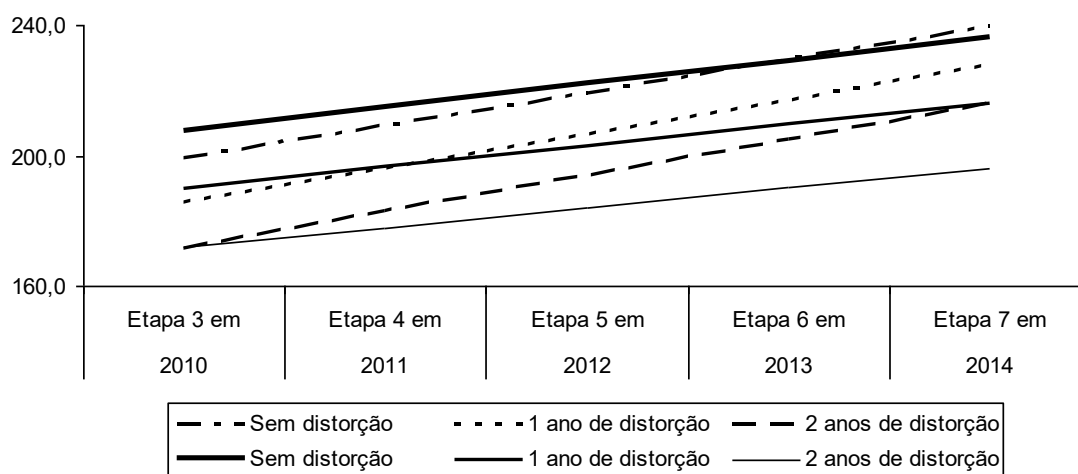 240,0
200,0
160,0
Etapa 3 em Etapa 4 em Etapa 5 em Etapa 6 em Etapa 7 em
2010 2011 2012 2013 2014
Sem distorção 1 ano de distorção 2 anos de distorção
Sem distorção 1 ano de distorção 2 anos de distorção